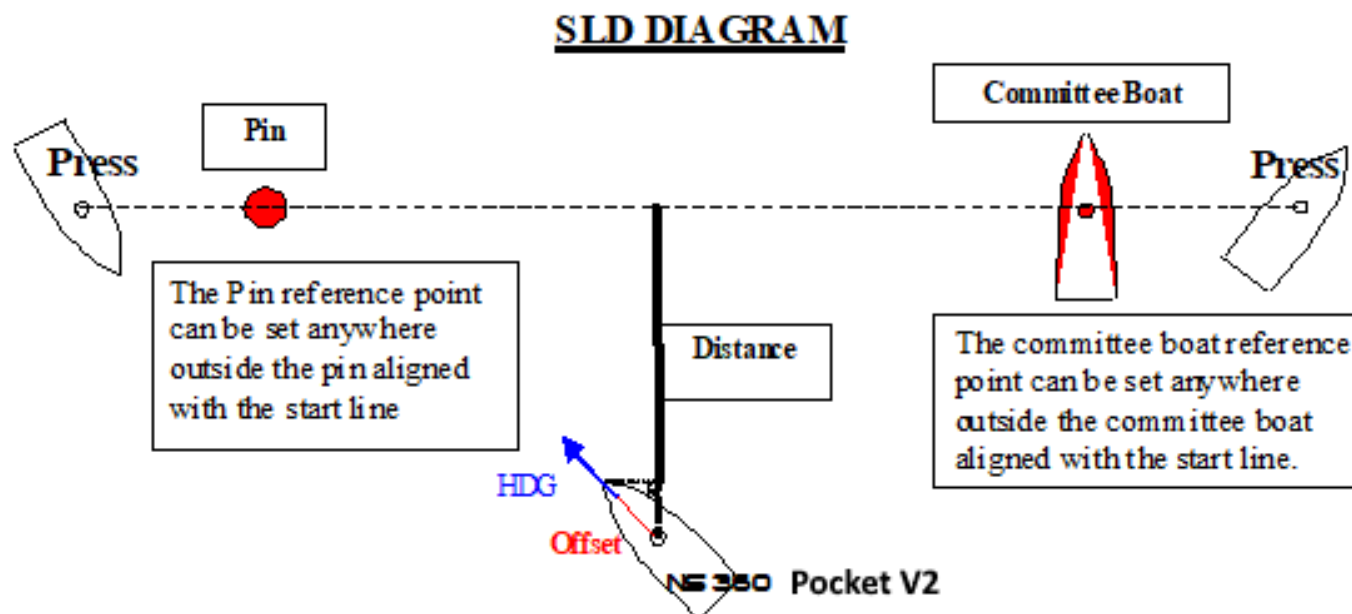 SLD DIAGRAM
Committee Boat
Pin
Press
Press
The Pin reference point
can be set anywhere
outside the pin aligned
with the start line
Distance
The committee boat reference
point can be set anywhere
outside the committee boat
aligned with the start line.
HDG
Offset
NS 360 Pocket V2